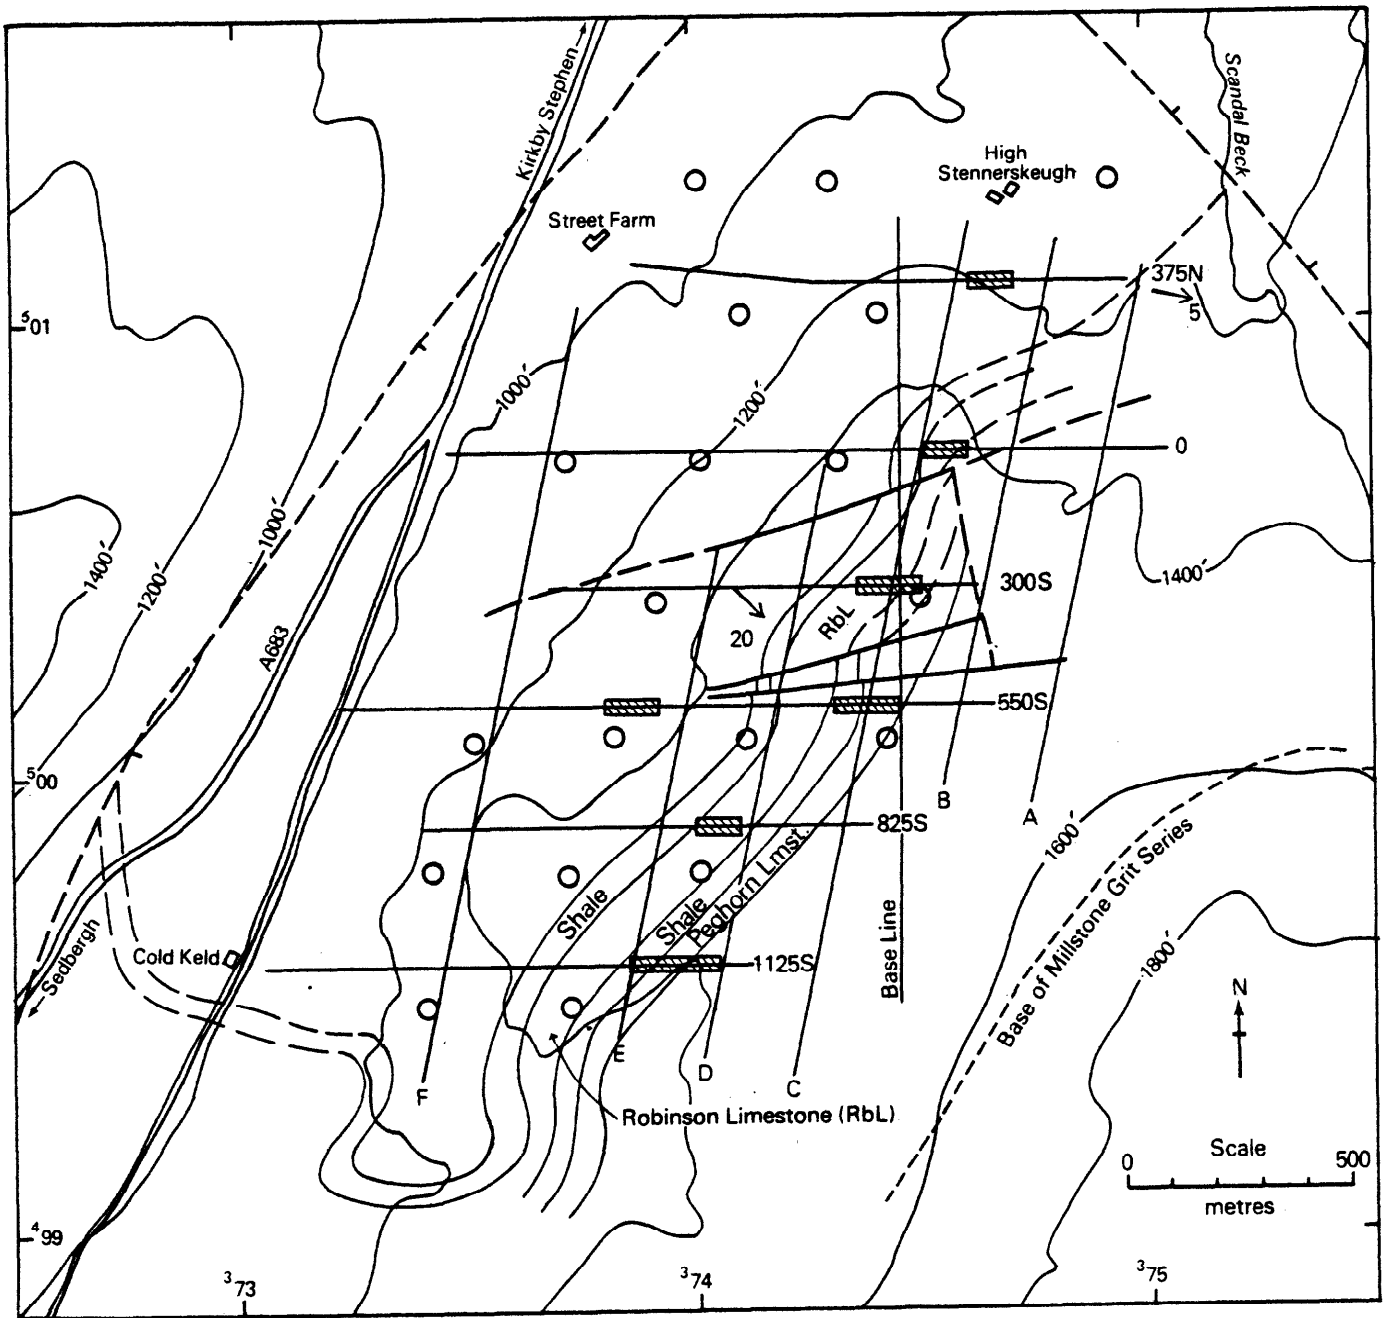 Kirkby Stephen
Scandal Beck
High
Stennerskeugh
Street Farm
375N
5
⁵01
1000′
1200′
0
1000′
1400′
1200′
300S
1400′
A683
20
RbL
550S
⁵00
B
A
825S
1600′
Base of Millstone Grit Series
Shale
Shale
Peghorn Lmst.
Base Line
Sedbergh
Cold Keld
1125S
1800′
N
E
D
C
F
Robinson Limestone (RbL)
Scale
0
500
metres
⁴99
³73
³74
³75